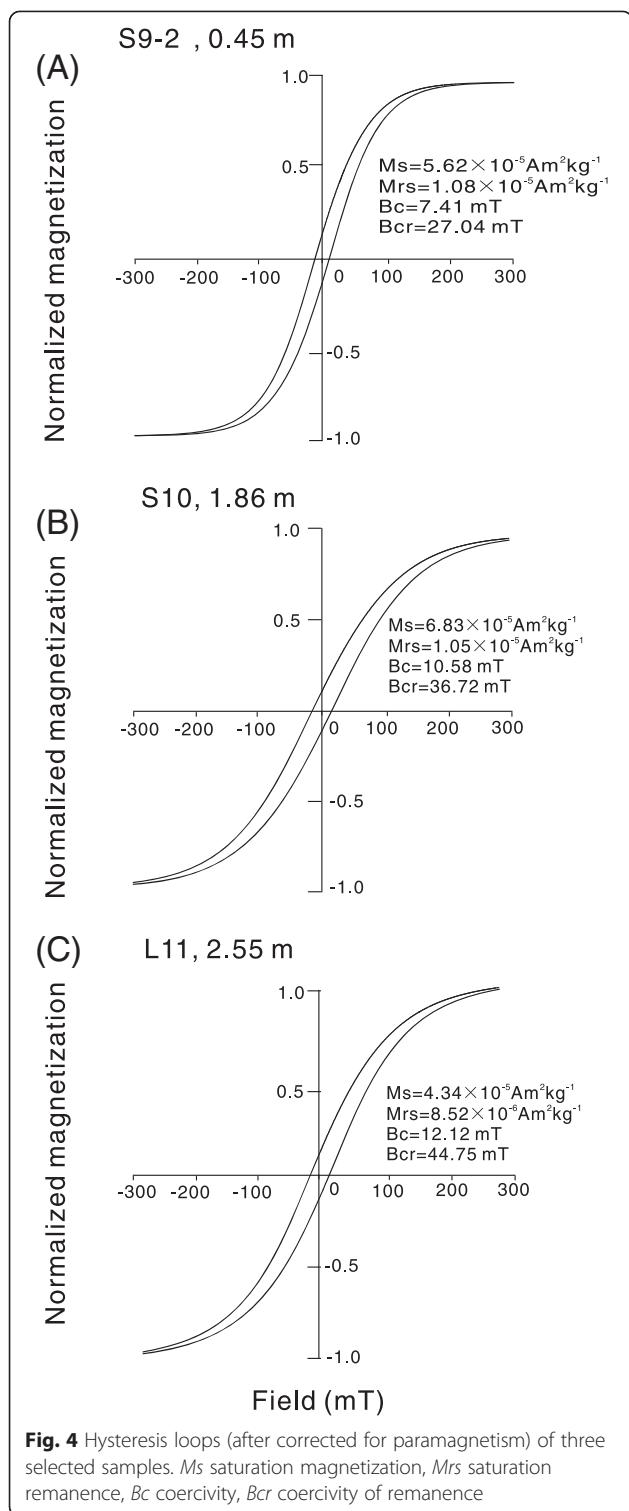 (A)
S9-2 , 0.45 m
Normalized magnetization
1.0
0.5
Ms=5.62×10⁻⁵Am²kg⁻¹
Mrs=1.08×10⁻⁵Am²kg⁻¹
Bc=7.41 mT
Bcr=27.04 mT
-300 -200 -100 0 100 200 300
-0.5
-1.0
(B)
S10, 1.86 m
Normalized magnetization
1.0
0.5
Ms=6.83×10⁻⁵Am²kg⁻¹
Mrs=1.05×10⁻⁵Am²kg⁻¹
Bc=10.58 mT
Bcr=36.72 mT
-300 -200 -100 0 100 200 300
-0.5
-1.0
(C)
L11, 2.55 m
Normalized magnetization
1.0
0.5
Ms=4.34×10⁻⁵Am²kg⁻¹
Mrs=8.52×10⁻⁶Am²kg⁻¹
Bc=12.12 mT
Bcr=44.75 mT
-300 -200 -100 0 100 200 300
-0.5
-1.0
Field (mT)
Fig. 4 Hysteresis loops (after corrected for paramagnetism) of three
selected samples. Ms saturation magnetization, Mrs saturation
remanence, Bc coercivity, Bcr coercivity of remanence